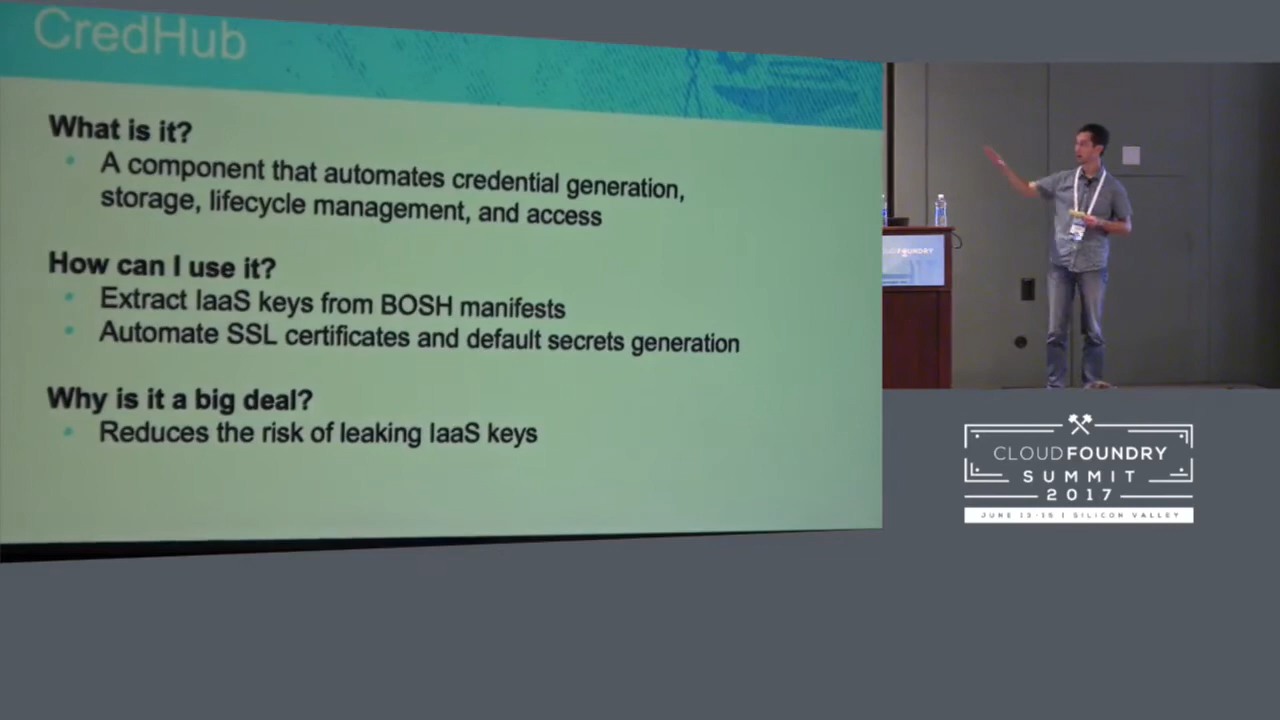 CredHub
What is it?
A component that automates credential generation,
storage, lifecycle management, and access
How can I use it?
Extract IaaS keys from BOSH manifests
Automate SSL certificates and default secrets generation
Why is it a big deal?
Reduces the risk of leaking IaaS keys
CLOUD FOUNDRY
CLOUDFOUNDRY
SUMMIT
2017
JUNE 13-15 | SILICON VALLEY